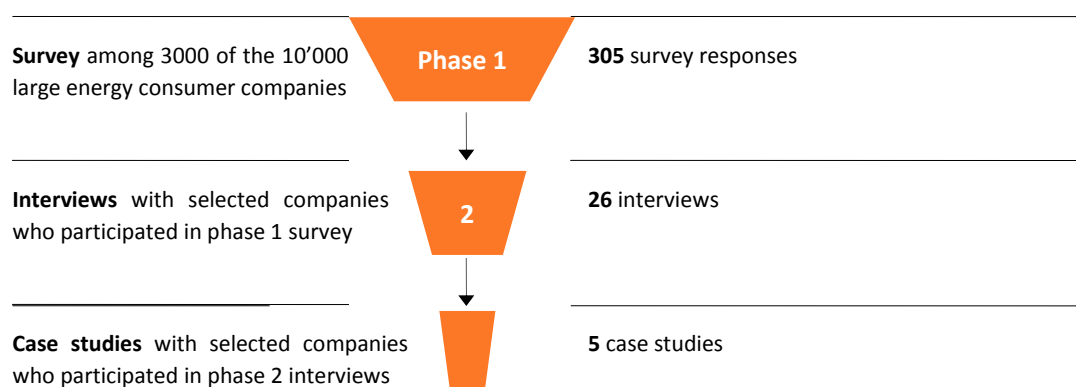 Survey among 3000 of the 10’000
large energy consumer companies
Phase 1
305 survey responses
Interviews with selected companies
who participated in phase 1 survey
2
26 interviews
Case studies with selected companies
who participated in phase 2 interviews
5 case studies